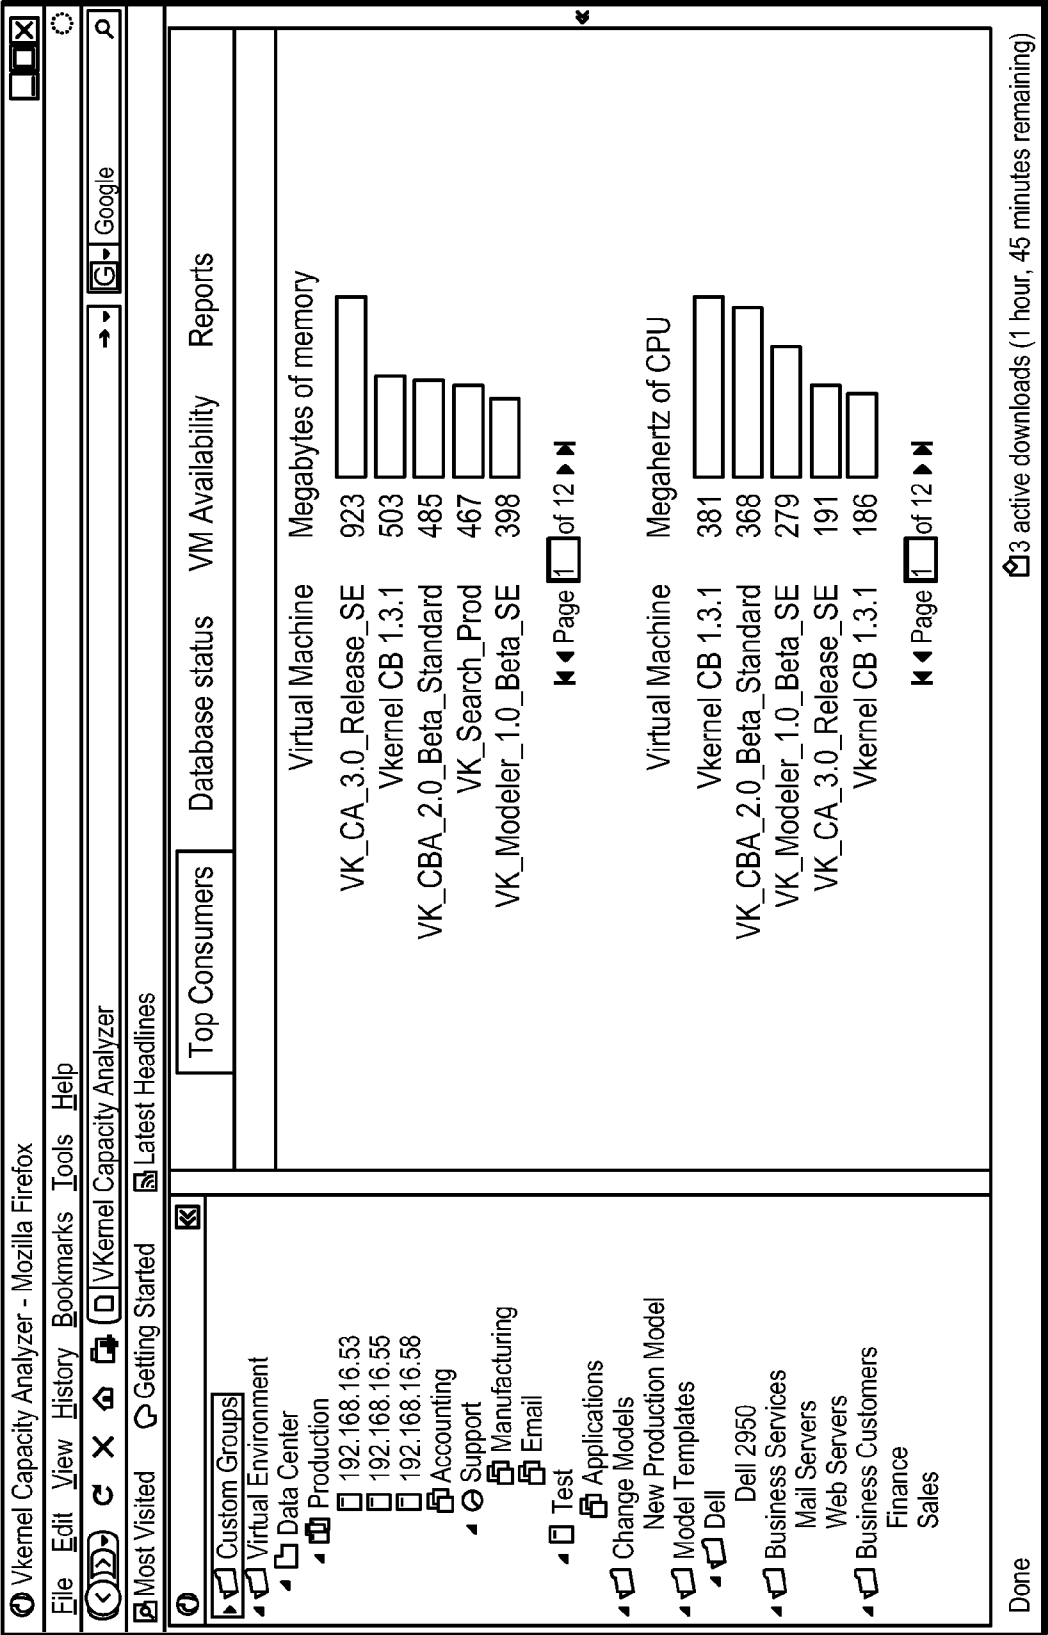 Vkernel Capacity Analyzer - Mozilla Firefox
File Edit View History Bookmarks Tools Help
VKernel Capacity Analyzer
G Google
Most Visited Getting Started Latest Headlines
Custom Groups
Virtual Environment
Data Center
Production
192.168.16.53
192.168.16.55
192.168.16.58
Accounting
Support
Manufacturing
Email
Test
Applications
Change Models
New Production Model
Model Templates
Dell
Dell 2950
Business Services
Mail Servers
Web Servers
Business Customers
Finance
Sales
Top Consumers Database status VM Availability Reports
Virtual Machine Megabytes of memory
VK_CA_3.0_Release_SE 923
Vkernel CB 1.3.1 503
VK_CBA_2.0_Beta_Standard 485
VK_Search_Prod 467
VK_Modeler_1.0_Beta_SE 398
Page 1 of 12
Virtual Machine Megahertz of CPU
Vkernel CB 1.3.1 381
VK_CBA_2.0_Beta_Standard 368
VK_Modeler_1.0_Beta_SE 279
VK_CA_3.0_Release_SE 191
Vkernel CB 1.3.1 186
Page 1 of 12
Done 3 active downloads (1 hour, 45 minutes remaining)